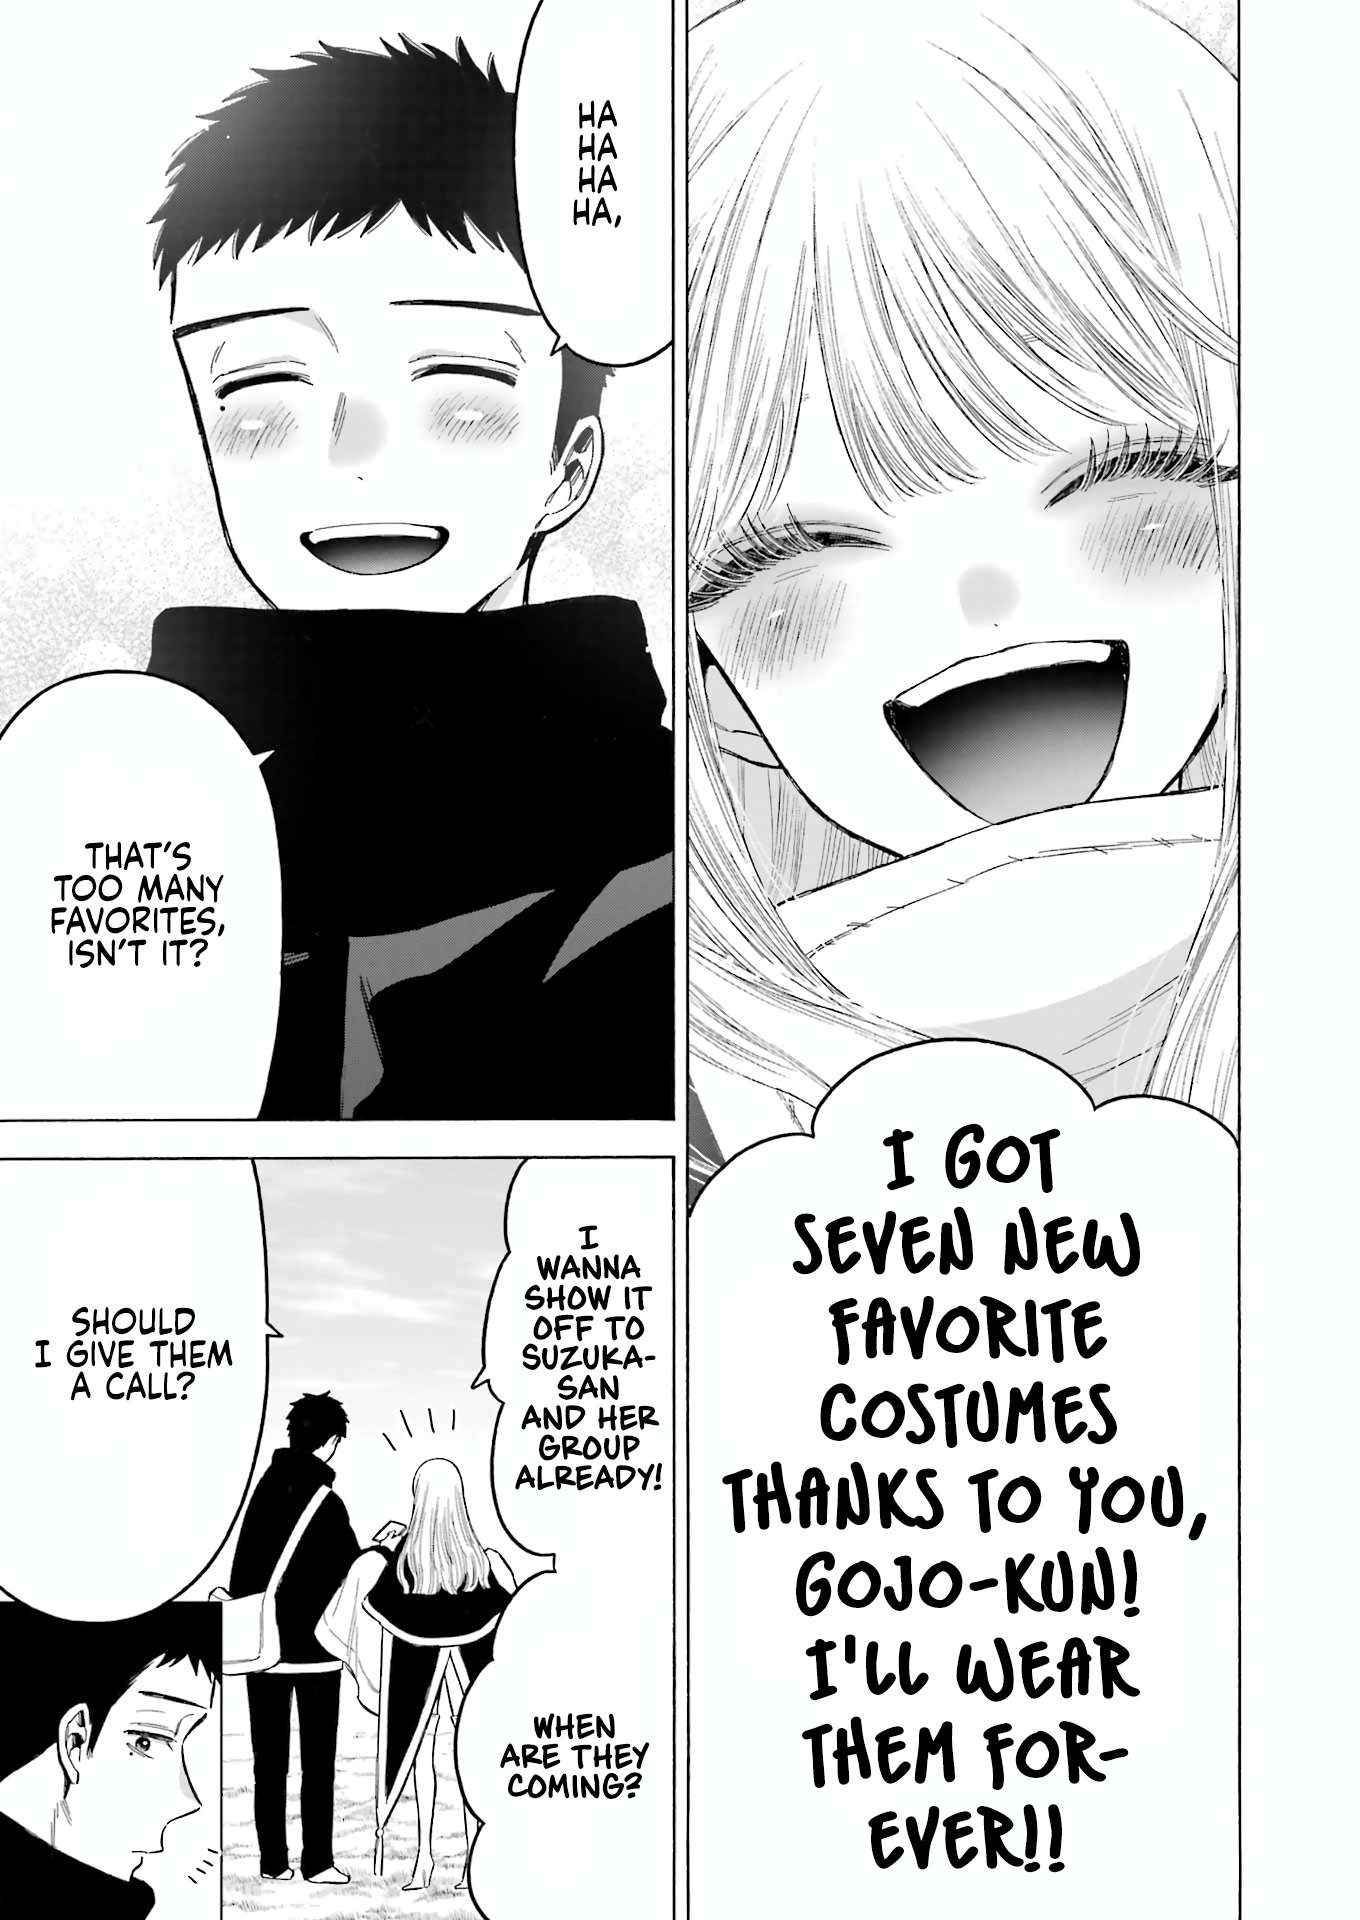 I GOT
SEVEN NEW
FAVORITE
COSTUMES
THANKS TO YOU,
GOJO-KUN!
I'LL WEAR
THEM FOR-
EVER!!
HA
HA
HA
HA,
THAT'S
TOO MANY
FAVORITES,
ISN'T IT?
I
WANNA
SHOW IT
OFF TO
SUZUKA-
SAN
AND HER
GROUP
ALREADY!
WHEN
ARE THEY
COMING?
SHOULD
I GIVE THEM
A CALL?